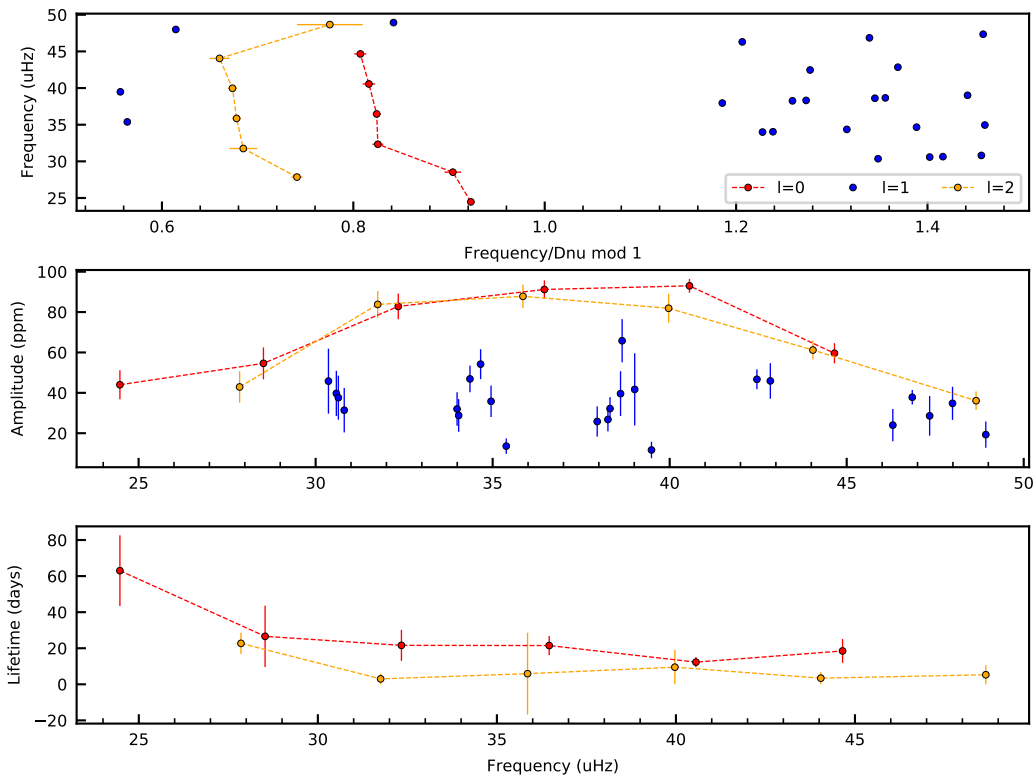 50
45
40
35
30
25
Frequency (uHz)
l=0 l=1 l=2
0.6 0.8 1.0 1.2 1.4
Frequency/Dnu mod 1
100
80
60
40
20
Amplitude (ppm)
25 30 35 40 45 50
80
60
40
20
0
−20
Lifetime (days)
25 30 35 40 45
Frequency (uHz)